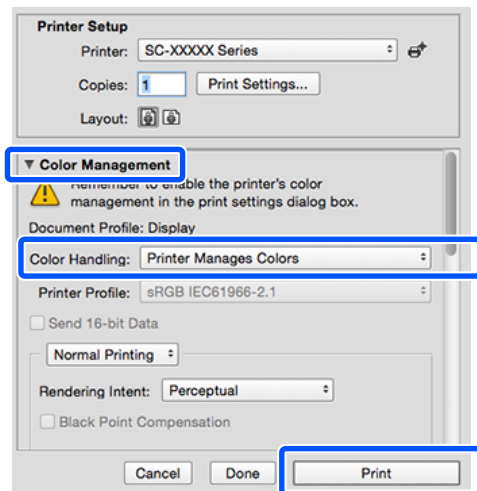 Printer Setup
Printer: SC-XXXXX Series
Copies: 1 Print Settings...
Layout:
▼ Color Management
Remember to enable the printer's color
management in the print settings dialog box.
Document Profile: Display
Color Handling: Printer Manages Colors
Printer Profile: sRGB IEC61966-2.1
Send 16-bit Data
Normal Printing
Rendering Intent: Perceptual
Black Point Compensation
Cancel Done Print